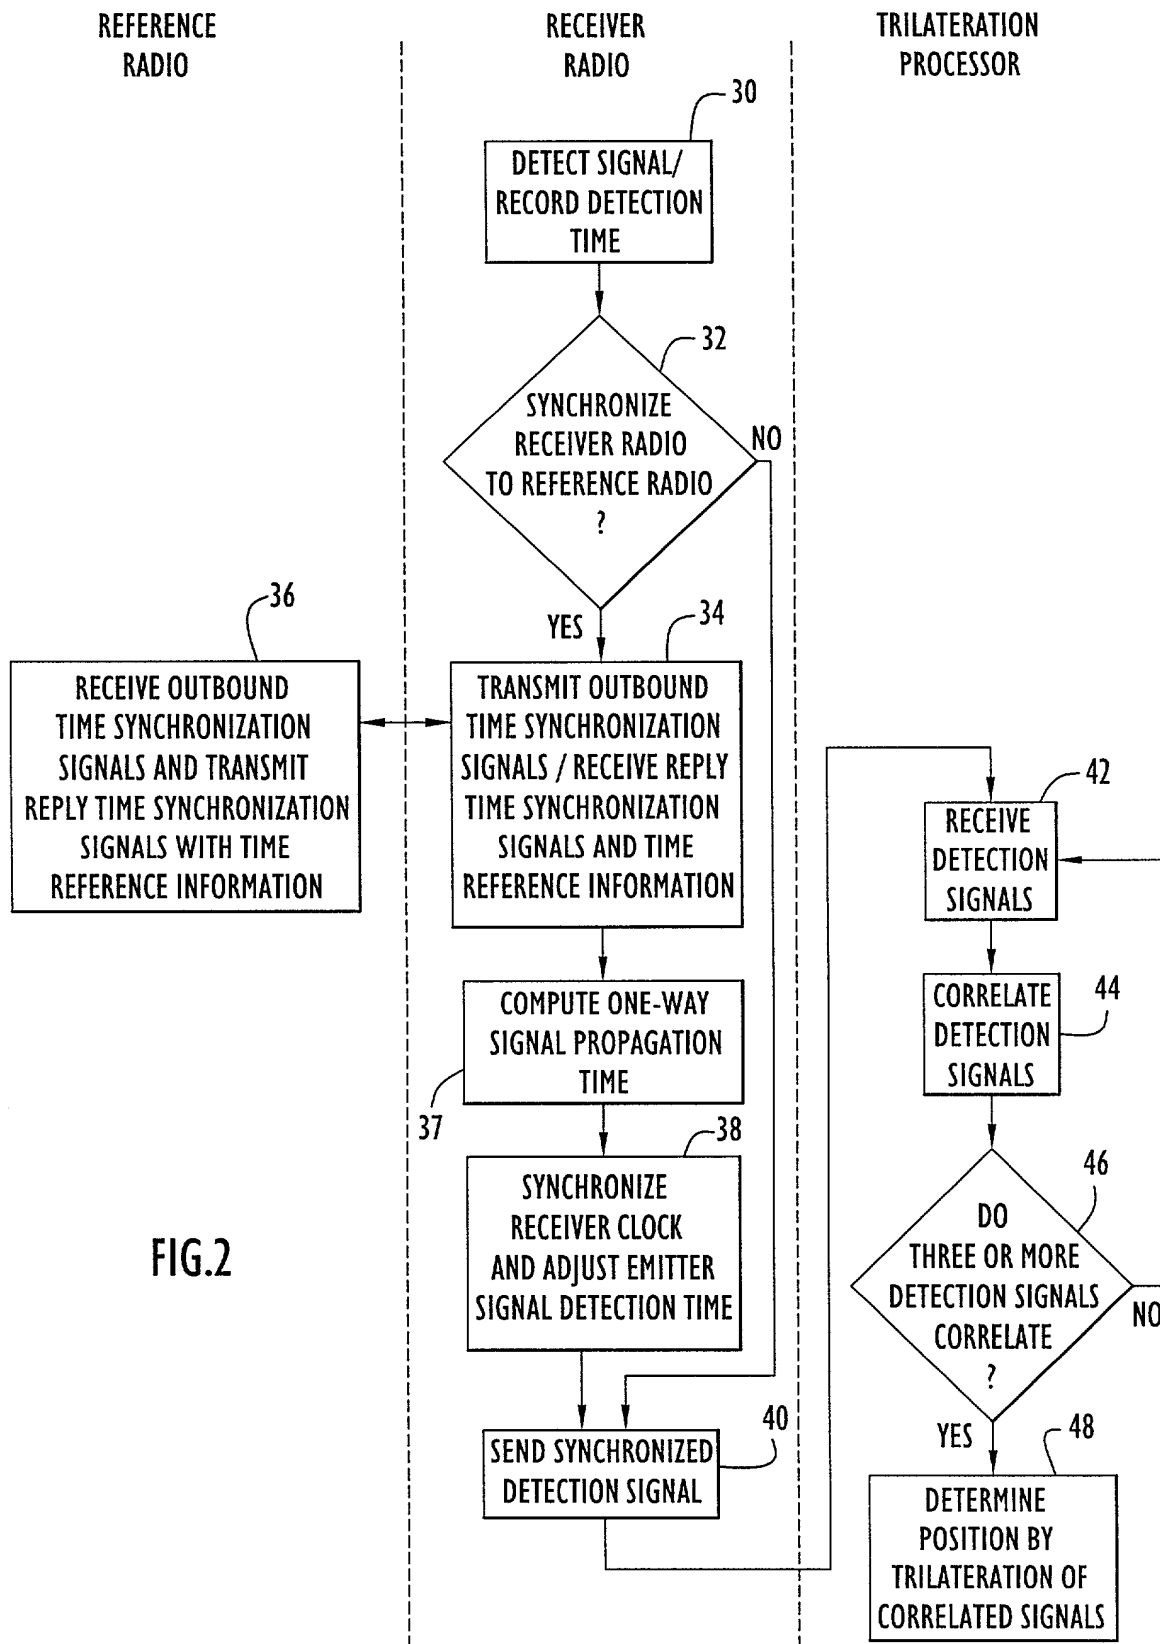 REFERENCE
RADIO
RECEIVER
RADIO
TRILATERATION
PROCESSOR
30
DETECT SIGNAL/
RECORD DETECTION
TIME
32
SYNCHRONIZE
RECEIVER RADIO
TO REFERENCE RADIO
?
NO
YES
36
RECEIVE OUTBOUND
TIME SYNCHRONIZATION
SIGNALS AND TRANSMIT
REPLY TIME SYNCHRONIZATION
SIGNALS WITH TIME
REFERENCE INFORMATION
34
TRANSMIT OUTBOUND
TIME SYNCHRONIZATION
SIGNALS / RECEIVE REPLY
TIME SYNCHRONIZATION
SIGNALS AND TIME
REFERENCE INFORMATION
COMPUTE ONE-WAY
SIGNAL PROPAGATION
TIME
37
38
SYNCHRONIZE
RECEIVER CLOCK
AND ADJUST EMITTER
SIGNAL DETECTION TIME
40
SEND SYNCHRONIZED
DETECTION SIGNAL
42
RECEIVE
DETECTION
SIGNALS
44
CORRELATE
DETECTION
SIGNALS
46
DO
THREE OR MORE
DETECTION SIGNALS
CORRELATE
?
NO
YES
48
DETERMINE
POSITION BY
TRILATERATION OF
CORRELATED SIGNALS
FIG.2